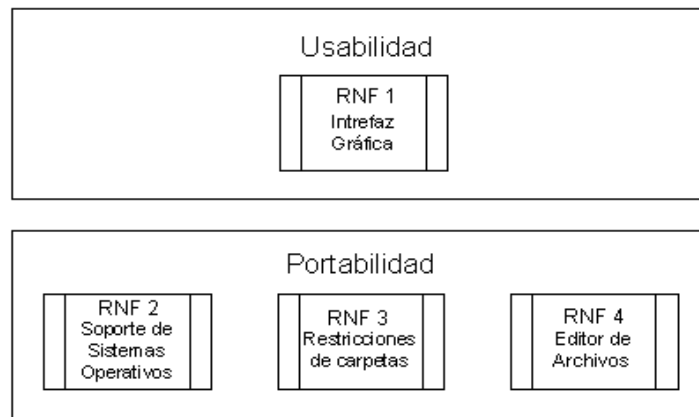 Usabilidad
RNF 1
Intrefaz
Gráfica
Portabilidad
RNF 2
Soporte de
Sistemas
Operativos
RNF 3
Restricciones
de carpetas
RNF 4
Editor de
Archivos